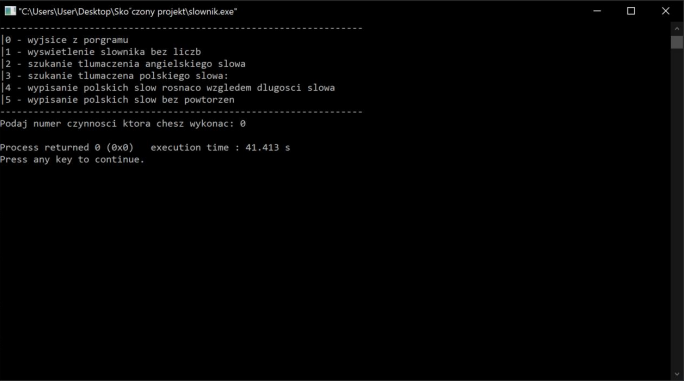 "C:\Users\User\Desktop\Skoˇczony projekt\slownik.exe"
-----------------------------------------------------------------
|0 - wyjsice z porgramu
|1 - wyswietlenie slownika bez liczb
|2 - szukanie tlumaczenia angielskiego slowa
|3 - szukanie tlumaczena polskiego slowa:
|4 - wypisanie polskich slow rosnaco wzgledem dlugosci slowa
|5 - wypisanie polskich slow bez powtorzen
-----------------------------------------------------------------
Podaj numer czynnosci ktora chesz wykonac: 0
Process returned 0 (0x0)   execution time : 41.413 s
Press any key to continue.